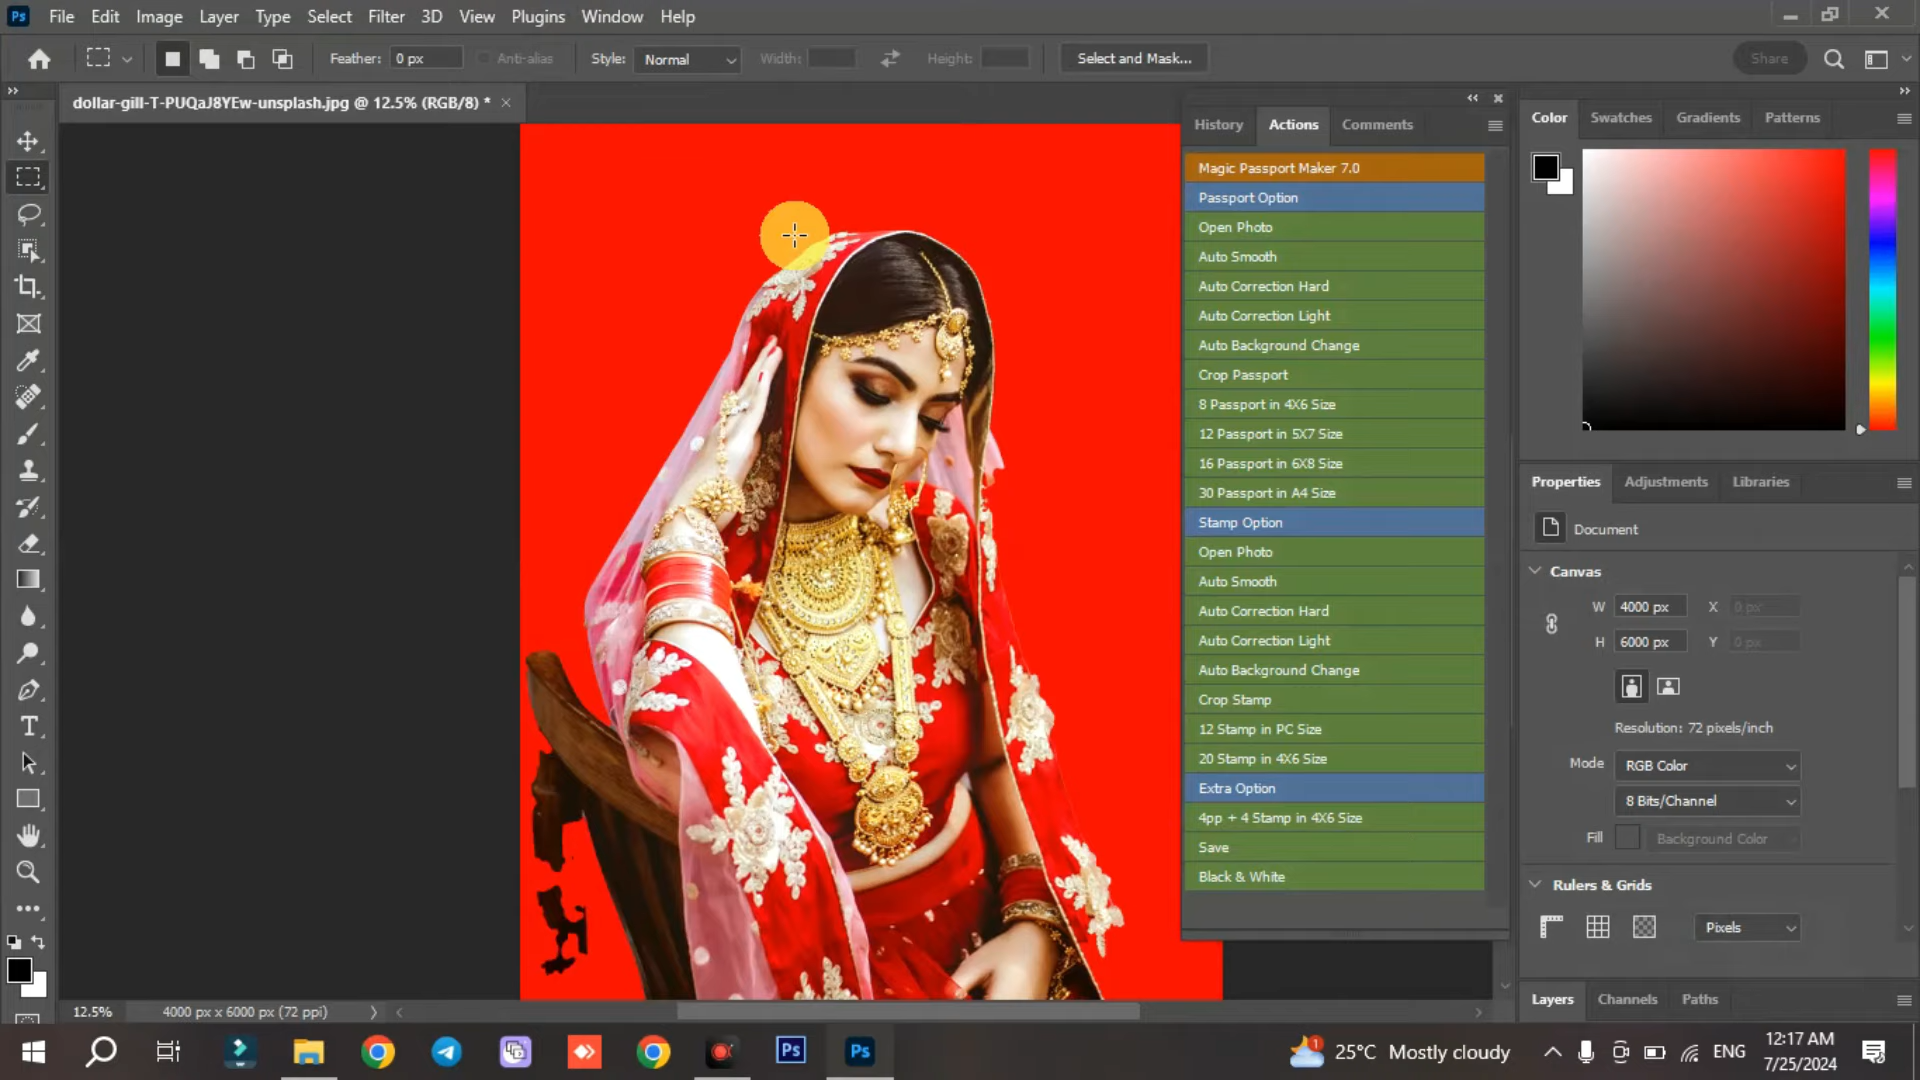 Ps File Edit Image Layer Type Select Filter 3D View Plugins Window Help
Feather: 0 px Anti-alias Style: Normal Width: Height: Select and Mask... Share
dollar-gill-T-PUQaJ8YEw-unsplash.jpg @ 12.5% (RGB/8) *
History Actions Comments
Magic Passport Maker 7.0
Passport Option
Open Photo
Auto Smooth
Auto Correction Hard
Auto Correction Light
Auto Background Change
Crop Passport
8 Passport in 4X6 Size
12 Passport in 5X7 Size
16 Passport in 6X8 Size
30 Passport in A4 Size
Stamp Option
Open Photo
Auto Smooth
Auto Correction Hard
Auto Correction Light
Auto Background Change
Crop Stamp
12 Stamp in PC Size
20 Stamp in 4X6 Size
Extra Option
4pp + 4 Stamp in 4X6 Size
Save
Black & White
Color Swatches Gradients Patterns
Properties Adjustments Libraries
Document
Canvas
W 4000 px X 0 px
H 6000 px Y 0 px
Resolution: 72 pixels/inch
Mode RGB Color
8 Bits/Channel
Fill Background Color
Rulers & Grids
Pixels
Layers Channels Paths
12.5% 4000 px x 6000 px (72 ppi)
Ps Ps 1 25°C Mostly cloudy ENG
12:17 AM
7/25/2024